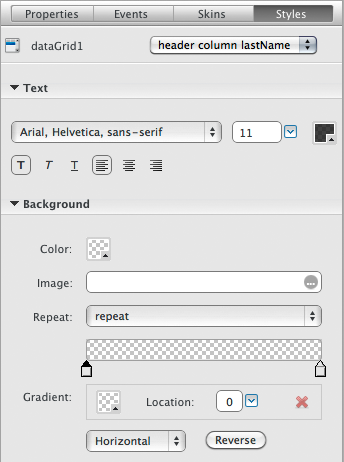 Properties Events Skins Styles
dataGrid1 header column lastName
Text
Arial, Helvetica, sans-serif 11
T T T
Background
Color:
Image: ...
Repeat: repeat
Gradient: Location: 0
Horizontal Reverse